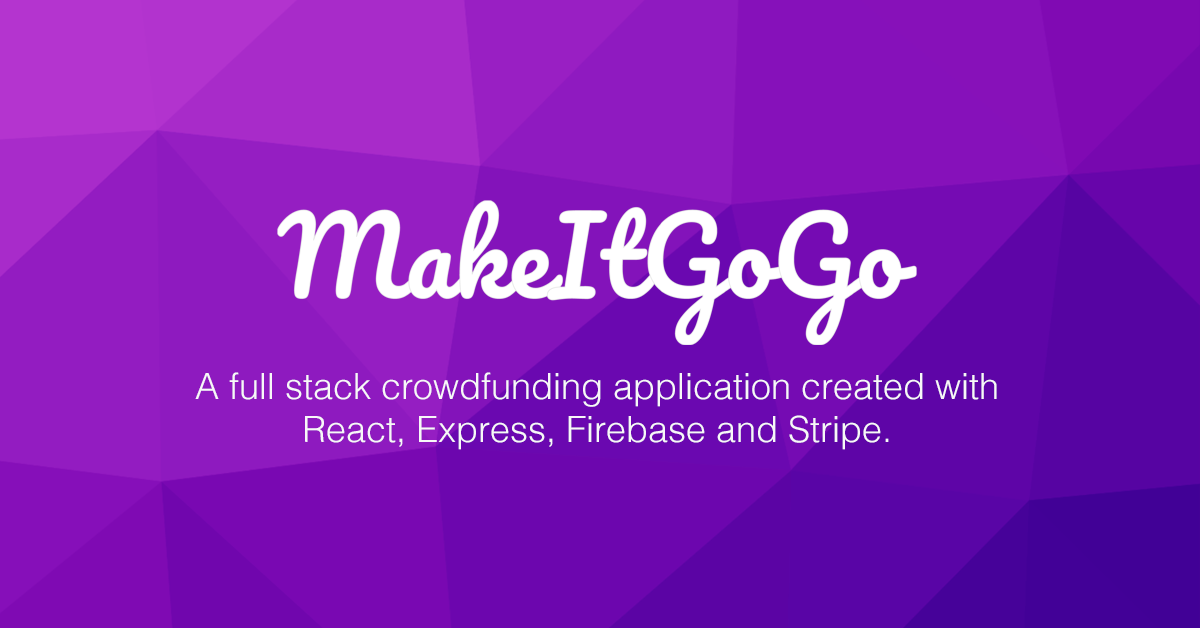 MakeItGoGo
A full stack crowdfunding application created with
React, Express, Firebase and Stripe.